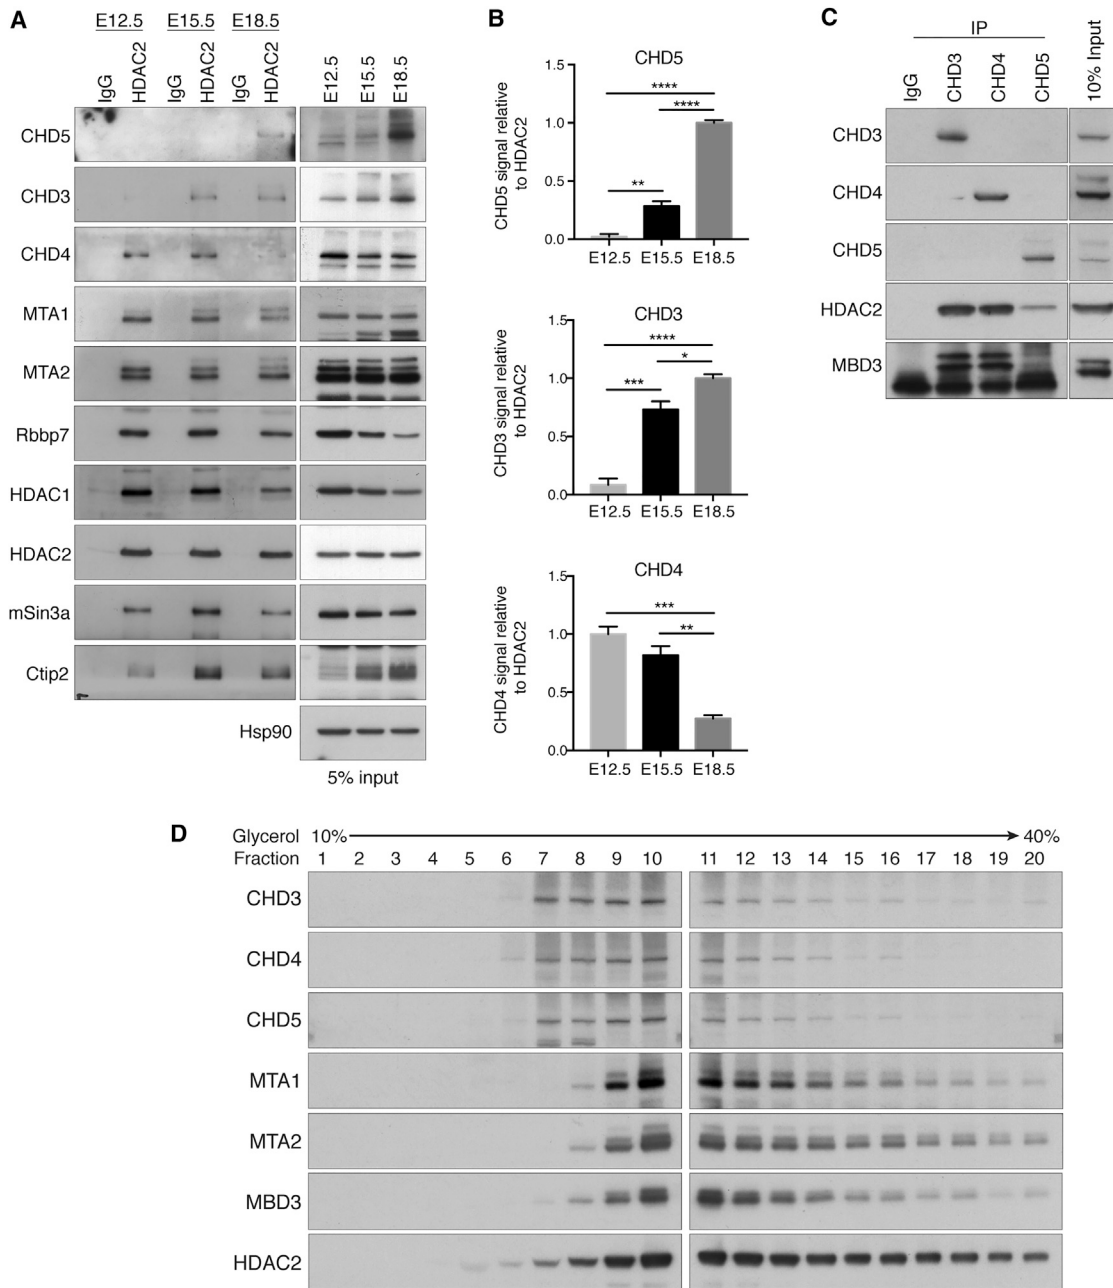 A
E12.5 E15.5 E18.5
IgG HDAC2 IgG HDAC2 IgG HDAC2 E12.5 E15.5 E18.5
CHD5
CHD3
CHD4
MTA1
MTA2
Rbbp7
HDAC1
HDAC2
mSin3a
Ctip2
Hsp90
5% input
B
CHD5
CHD5 signal relative
to HDAC2
1.5
1.0
0.5
0.0
****
****
**
E12.5 E15.5 E18.5
CHD3
CHD3 signal relative
to HDAC2
1.5
1.0
0.5
0.0
****
*
***
E12.5 E15.5 E18.5
CHD4
CHD4 signal relative
to HDAC2
1.5
1.0
0.5
0.0
***
**
E12.5 E15.5 E18.5
C
IP
IgG CHD3 CHD4 CHD5 10% Input
CHD3
CHD4
CHD5
HDAC2
MBD3
D
Glycerol 10% 40%
Fraction 1 2 3 4 5 6 7 8 9 10 11 12 13 14 15 16 17 18 19 20
CHD3
CHD4
CHD5
MTA1
MTA2
MBD3
HDAC2